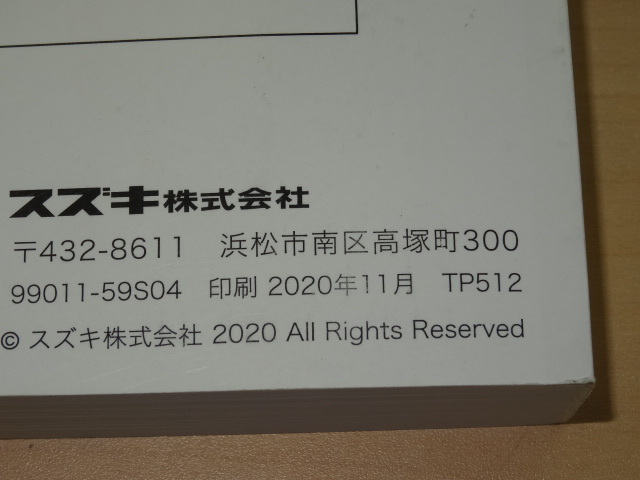 スズキ株式会社
〒432-8611 浜松市南区高塚町300
99011-59S04 印刷 2020年11月 TP512
© スズキ株式会社 2020 All Rights Reserved